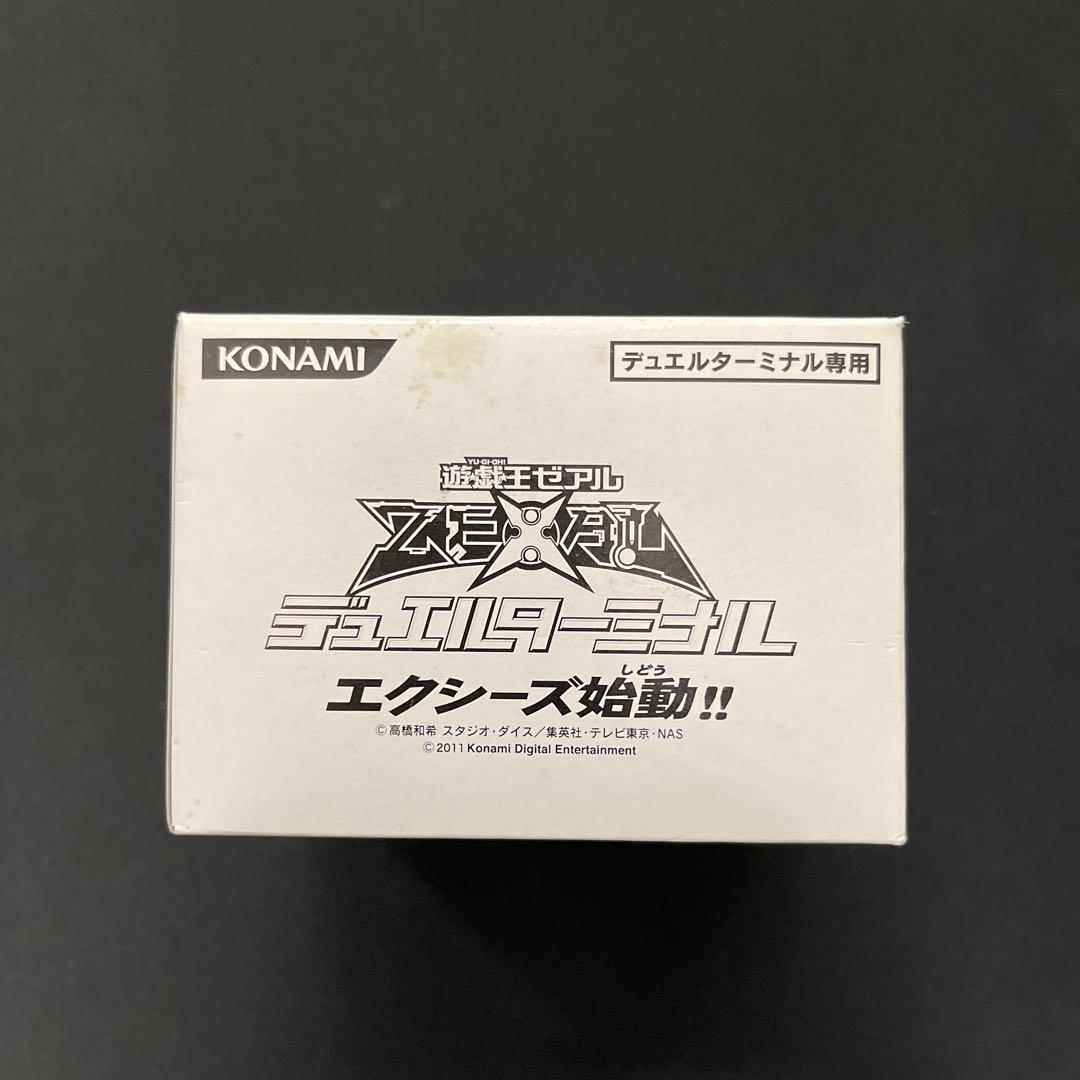 KONAMI
デュエルターミナル専用
YU-GI-OH!
遊☆戯☆王ゼアル
ZEXAL
デュエルターミナル
しどう
エクシーズ始動!!
©高橋和希 スタジオ・ダイス／集英社・テレビ東京・NAS
©2011 Konami Digital Entertainment